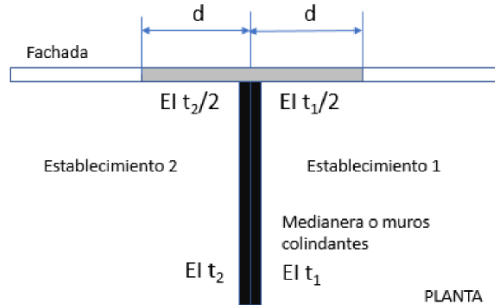 d d
Fachada
EI t₂/2 EI t₁/2
Establecimiento 2 Establecimiento 1
Medianera o muros
colindantes
EI t₂ EI t₁
PLANTA